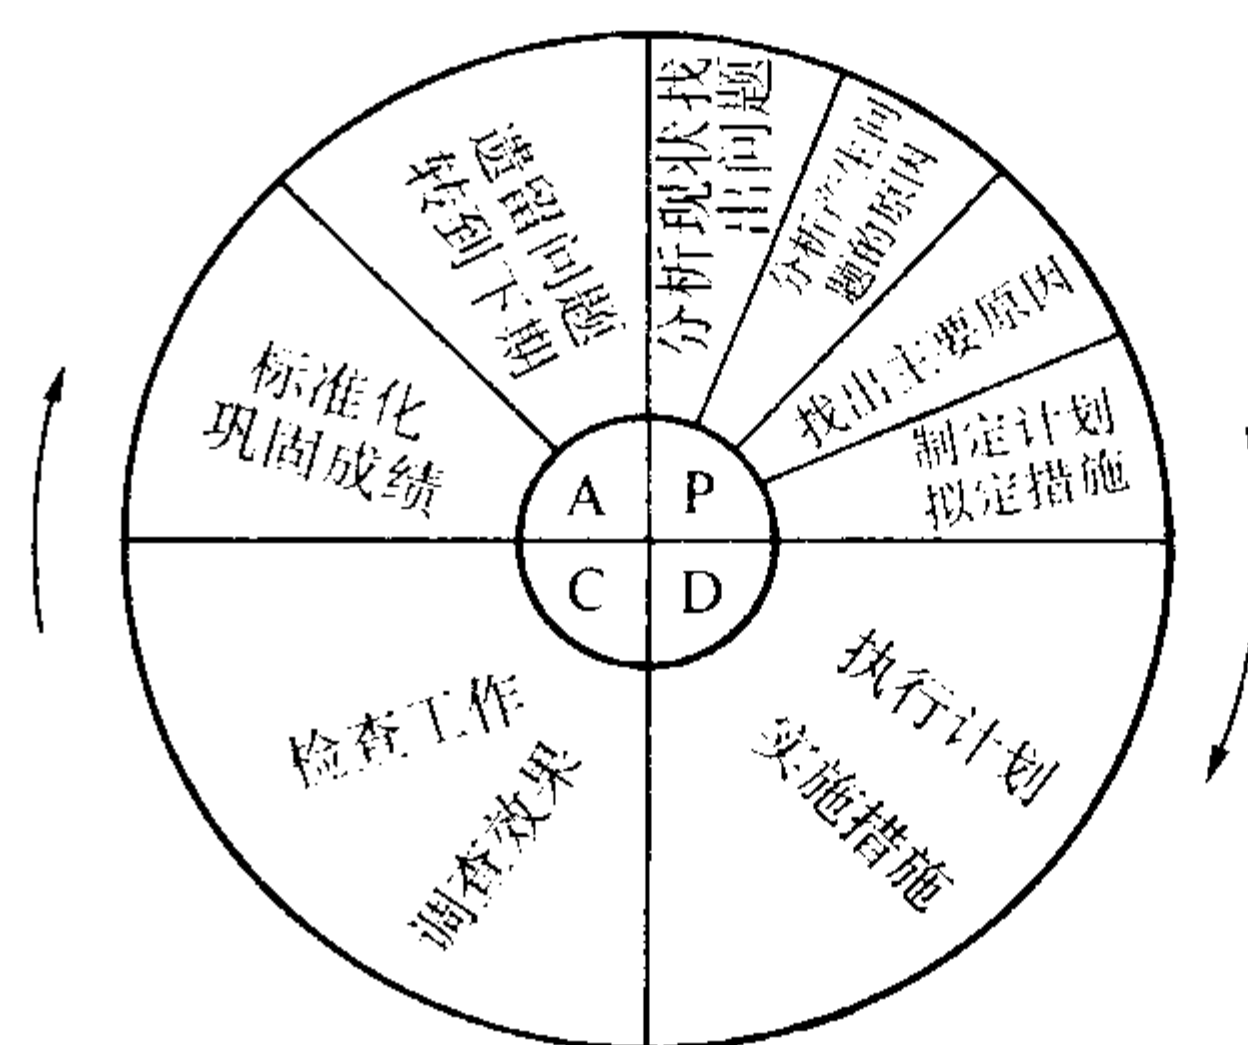 分析现状找
出问题
分析产生问
题的原因
找出主要原因
制定计划
拟定措施
执行计划
实施措施
检查工作
调查效果
标准化
巩固成绩
遗留问题
转到下期
A
P
C
D